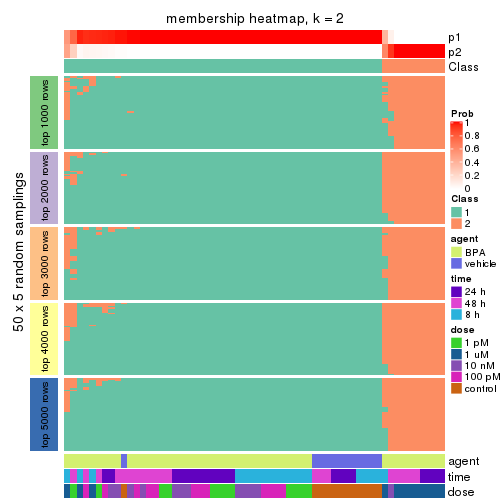 membership heatmap, k = 2
p1
p2
Class
50 x 5 random samplings
top 1000 rows
top 2000 rows
top 3000 rows
top 4000 rows
top 5000 rows
Prob
1
0.8
0.6
0.4
0.2
0
Class
1
2
agent
BPA
vehicle
time
24 h
48 h
8 h
dose
1 pM
1 uM
10 nM
100 pM
control
agent
time
dose